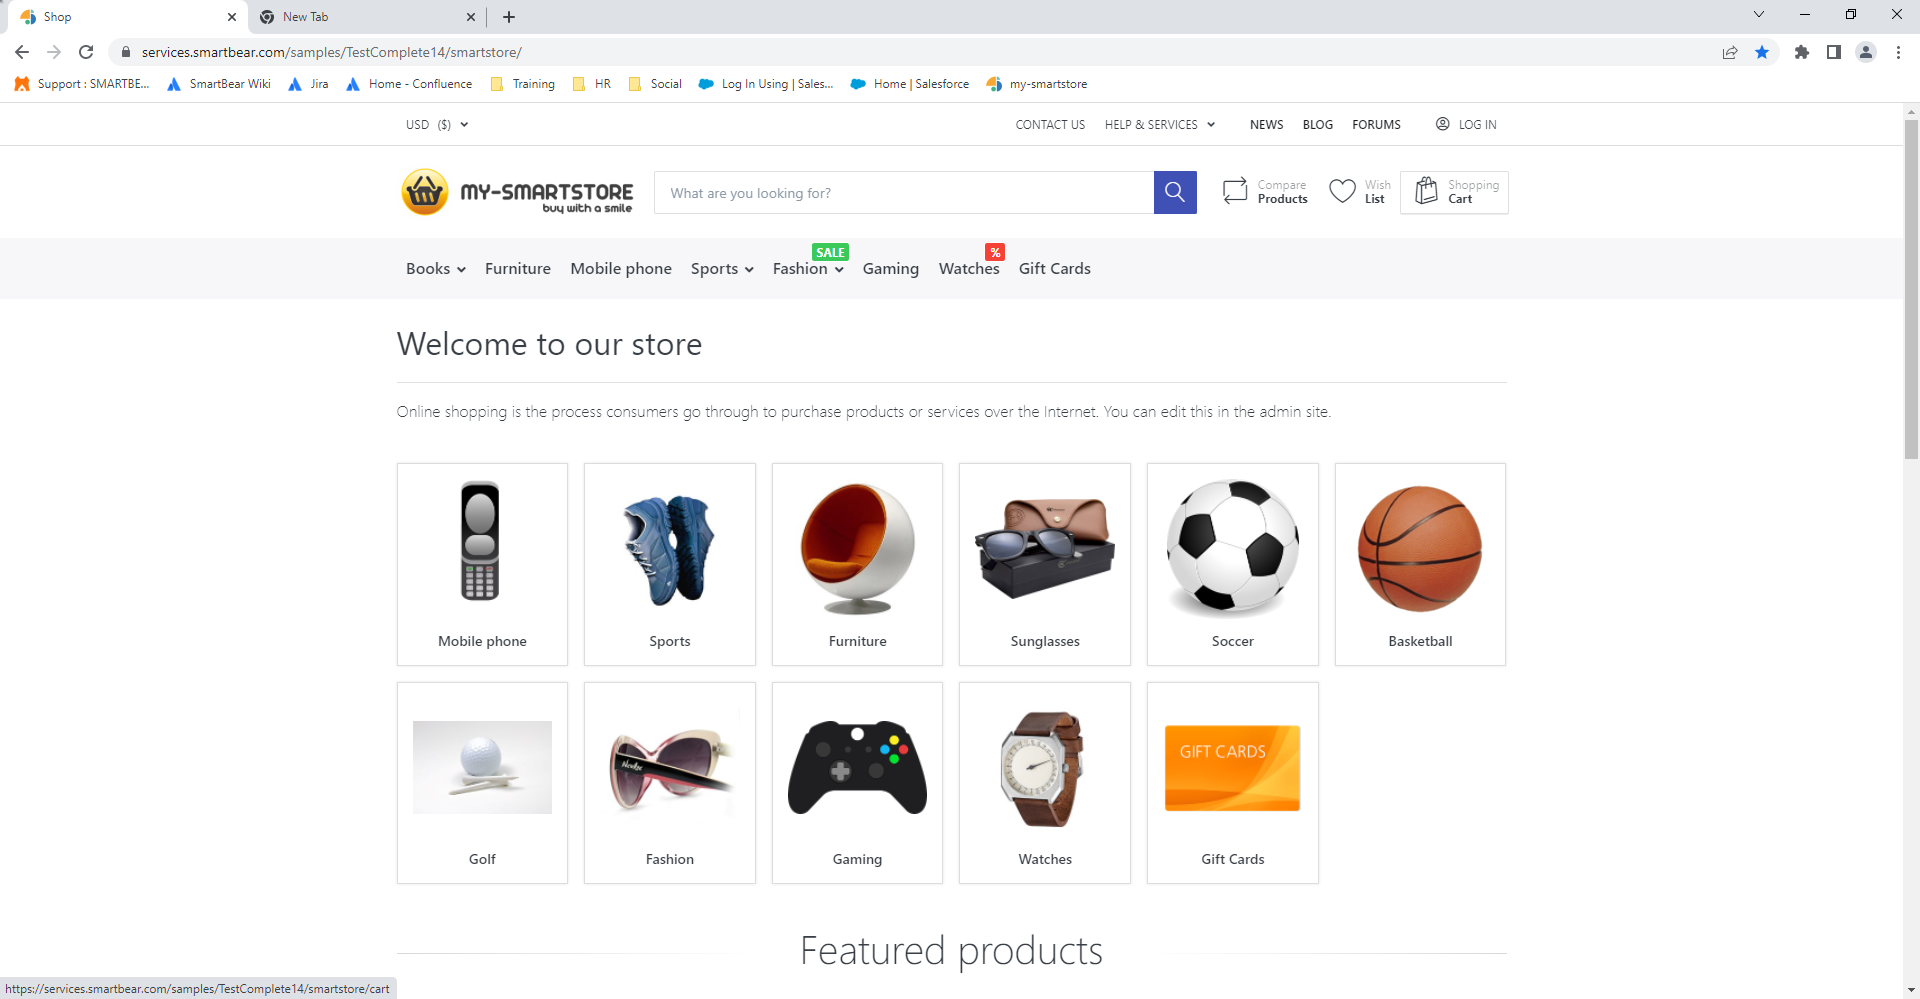 Shop
New Tab
services.smartbear.com/samples/TestComplete14/smartstore/
Support : SMARTBE...
SmartBear Wiki
Jira
Home - Confluence
Training
HR
Social
Log In Using | Sales...
Home | Salesforce
my-smartstore
USD ($)
CONTACT US
HELP & SERVICES
NEWS
BLOG
FORUMS
LOG IN
MY-SMARTSTORE
buy with a smile
What are you looking for?
Compare
Products
Wish
List
Shopping
Cart
SALE
%
Books
Furniture
Mobile phone
Sports
Fashion
Gaming
Watches
Gift Cards
Welcome to our store
Online shopping is the process consumers go through to purchase products or services over the Internet. You can edit this in the admin site.
Mobile phone
Sports
Furniture
Sunglasses
Soccer
Basketball
GIFT CARDS
Golf
Fashion
Gaming
Watches
Gift Cards
Featured products
https://services.smartbear.com/samples/TestComplete14/smartstore/cart